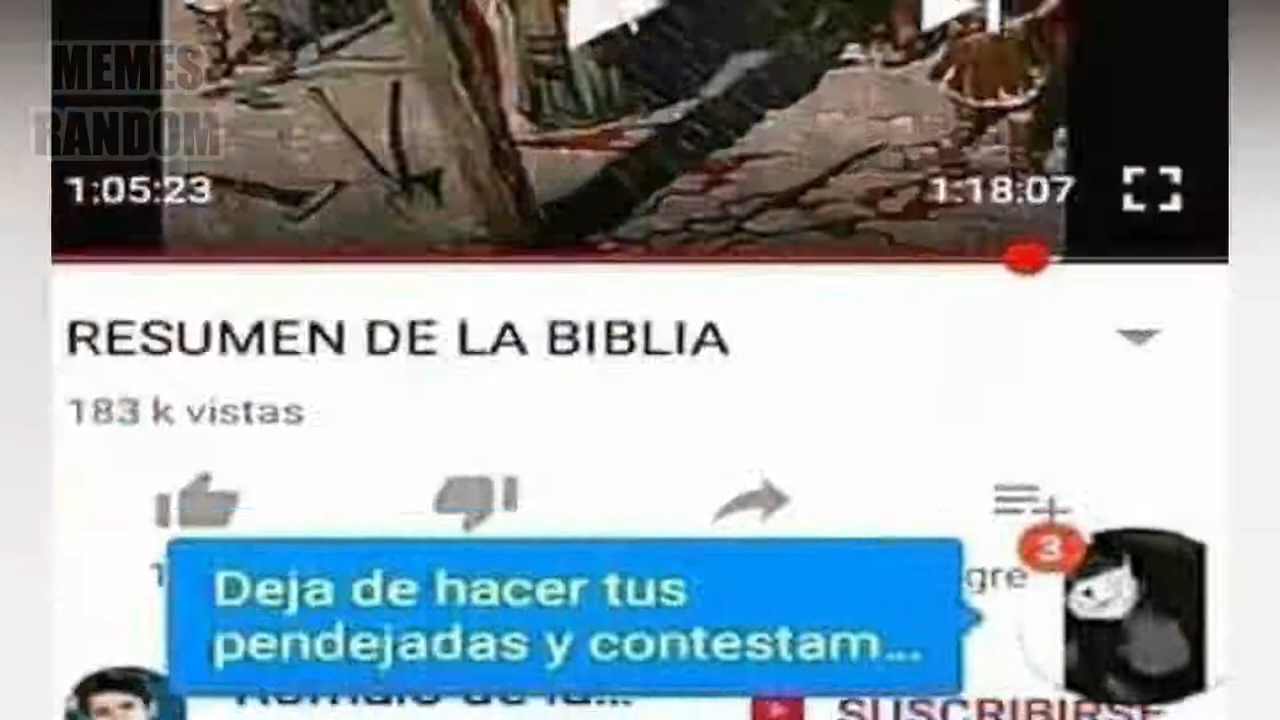 MEMES
RANDOM
1:05:23
1:18:07
RESUMEN DE LA BIBLIA
183 k vistas
3
gre
Deja de hacer tus
pendejadas y contestam...
SUSCRIBIRSE